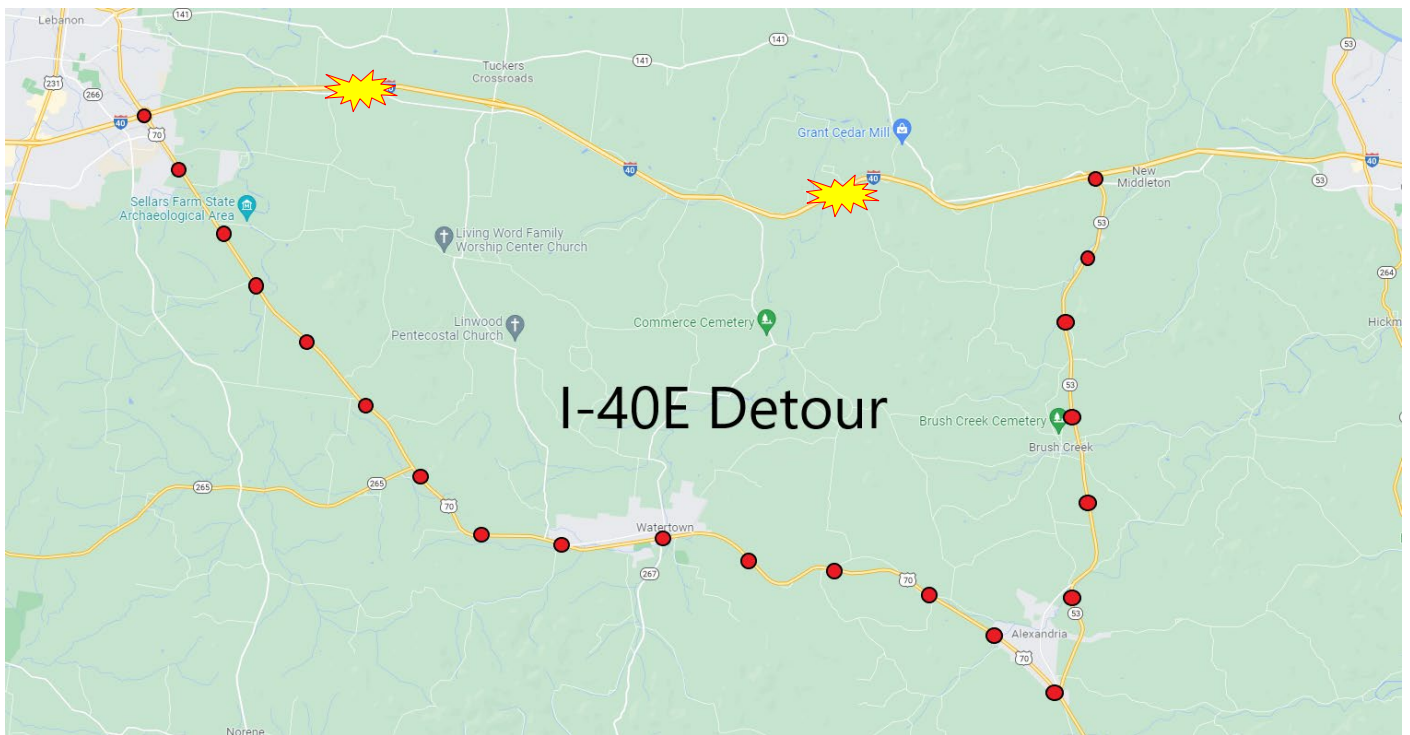 Lebanon
141
53
Tuckers
Crossroads
141
141
231
266
40
40
70
Grant Cedar Mill
40
40
40
New
Middleton
53
53
Sellars Farm State
Archaeological Area
Living Word Family
Worship Center Church
264
Linwood
Pentecostal Church
Commerce Cemetery
Hickm
I-40E Detour
53
Brush Creek Cemetery
Brush Creek
265
265
70
Watertown
267
70
53
Alexandria
70
Norene